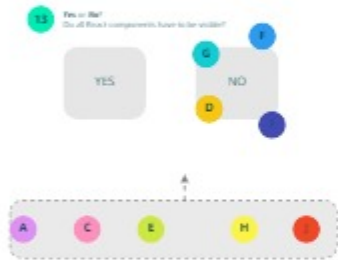 13
Yes or No?
Do all React components have to be visible?
F
G
YES
NO
D
A
C
E
H